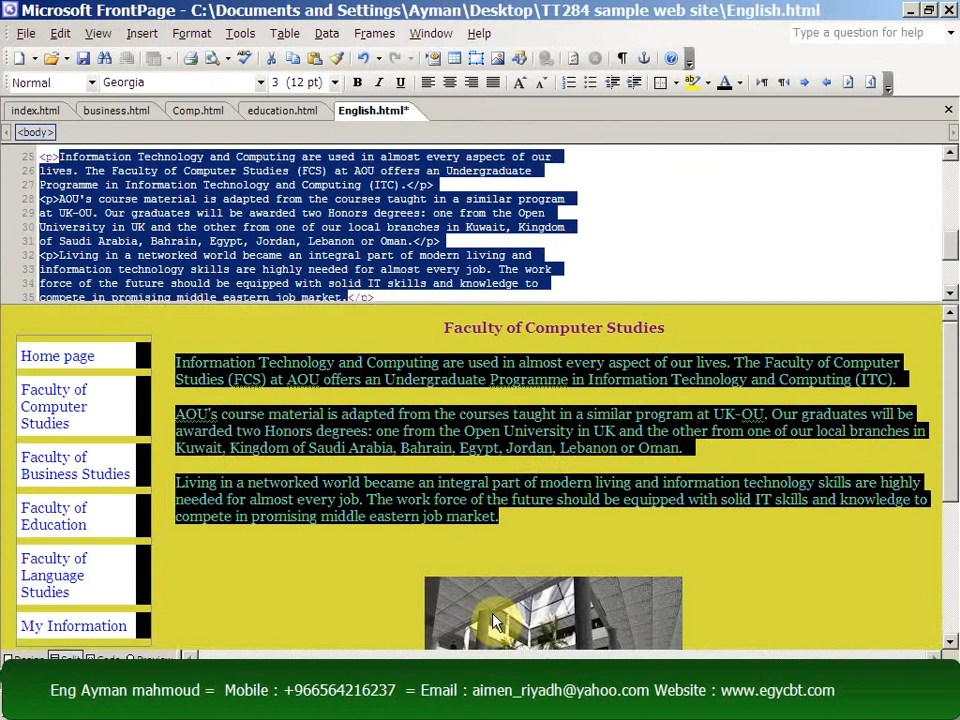 Microsoft FrontPage - C:\Documents and Settings\Ayman\Desktop\TT284 sample web site\English.html
File Edit View Insert Format Tools Table Data Frames Window Help Type a question for help
Normal Georgia 3 (12 pt) B I U
index.html business.html Comp.html education.html English.html*
<body>
25 <p>Information Technology and Computing are used in almost every aspect of our
26 lives. The Faculty of Computer Studies (FCS) at AOU offers an Undergraduate
27 Programme in Information Technology and Computing (ITC).</p>
28 <p>AOU's course material is adapted from the courses taught in a similar program
29 at UK-OU. Our graduates will be awarded two Honors degrees: one from the Open
30 University in UK and the other from one of our local branches in Kuwait, Kingdom
31 of Saudi Arabia, Bahrain, Egypt, Jordan, Lebanon or Oman.</p>
32 <p>Living in a networked world became an integral part of modern living and
33 information technology skills are highly needed for almost every job. The work
34 force of the future should be equipped with solid IT skills and knowledge to
35 compete in promising middle eastern job market.</p>
Home page
Faculty of
Computer
Studies
Faculty of
Business Studies
Faculty of
Education
Faculty of
Language
Studies
My Information
Faculty of Computer Studies
Information Technology and Computing are used in almost every aspect of our lives. The Faculty of Computer
Studies (FCS) at AOU offers an Undergraduate Programme in Information Technology and Computing (ITC).
AOU's course material is adapted from the courses taught in a similar program at UK-OU. Our graduates will be
awarded two Honors degrees: one from the Open University in UK and the other from one of our local branches in
Kuwait, Kingdom of Saudi Arabia, Bahrain, Egypt, Jordan, Lebanon or Oman.
Living in a networked world became an integral part of modern living and information technology skills are highly
needed for almost every job. The work force of the future should be equipped with solid IT skills and knowledge to
compete in promising middle eastern job market.
Design Split Code Preview
Eng Ayman mahmoud = Mobile : +966564216237 = Email : aimen_riyadh@yahoo.com Website : www.egycbt.com